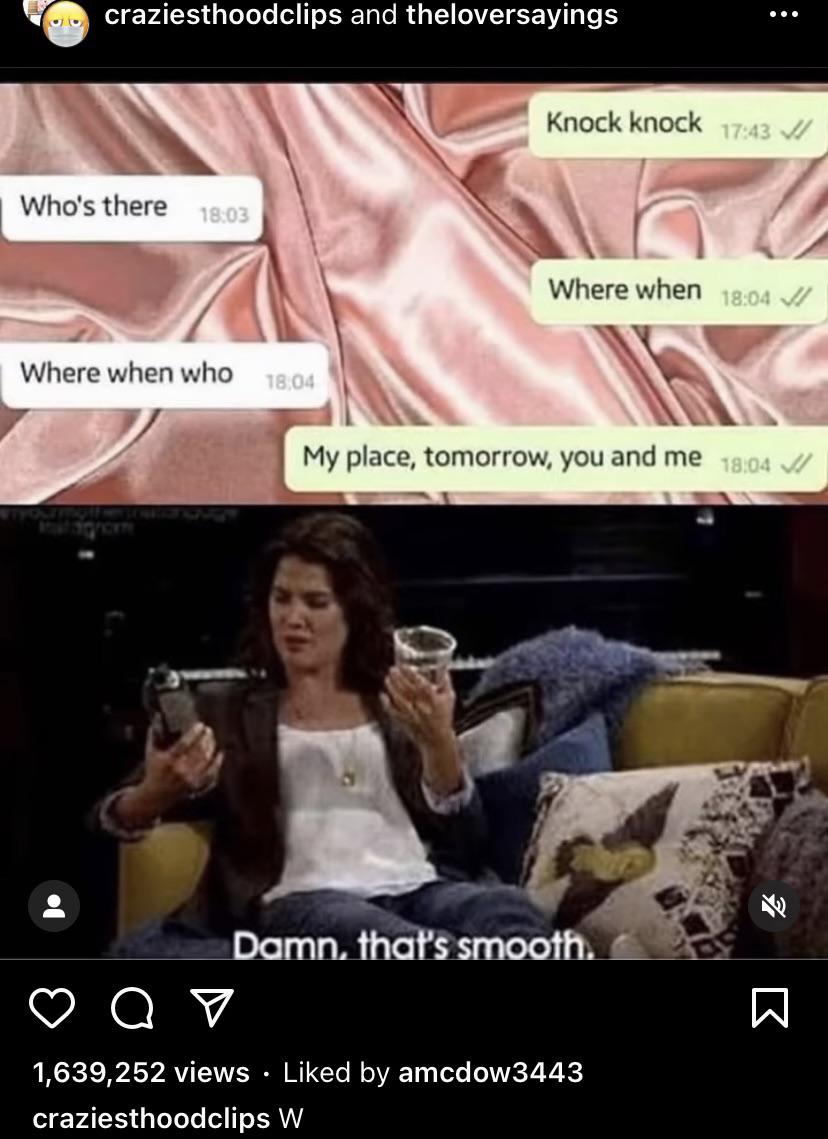 craziesthoodclips and theloversayings
Knock knock 17:43
Who's there 18:03
Where when 18:04
Where when who 18:04
My place, tomorrow, you and me 18:04
Instagram
Damn, that's smooth.
1,639,252 views · Liked by amcdow3443
craziesthoodclips W